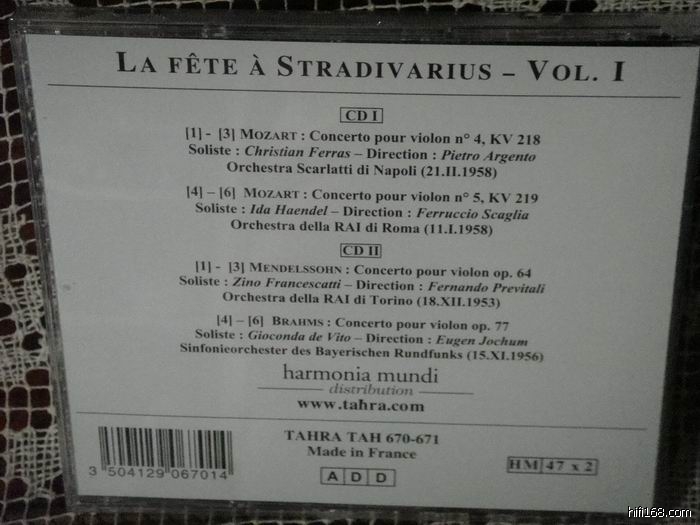 LA FÊTE À STRADIVARIUS – VOL. I
CD I
[1] - [3] MOZART : Concerto pour violon n° 4, KV 218
Soliste : Christian Ferras – Direction : Pietro Argento
Orchestra Scarlatti di Napoli (21.II.1958)
[4] – [6] MOZART : Concerto pour violon n° 5, KV 219
Soliste : Ida Haendel – Direction : Ferruccio Scaglia
Orchestra della RAI di Roma (11.I.1958)
CD II
[1] - [3] MENDELSSOHN : Concerto pour violon op. 64
Soliste : Zino Francescatti – Direction : Fernando Previtali
Orchestra della RAI di Torino (18.XII.1953)
[4] – [6] BRAHMS : Concerto pour violon op. 77
Soliste : Gioconda de Vito – Direction : Eugen Jochum
Sinfonieorchester des Bayerischen Rundfunks (15.XI.1956)
harmonia mundi
distribution
www.tahra.com
TAHRA TAH 670-671
Made in France
A D D
HM 47 x 2
3 504129 067014
hifi168.com